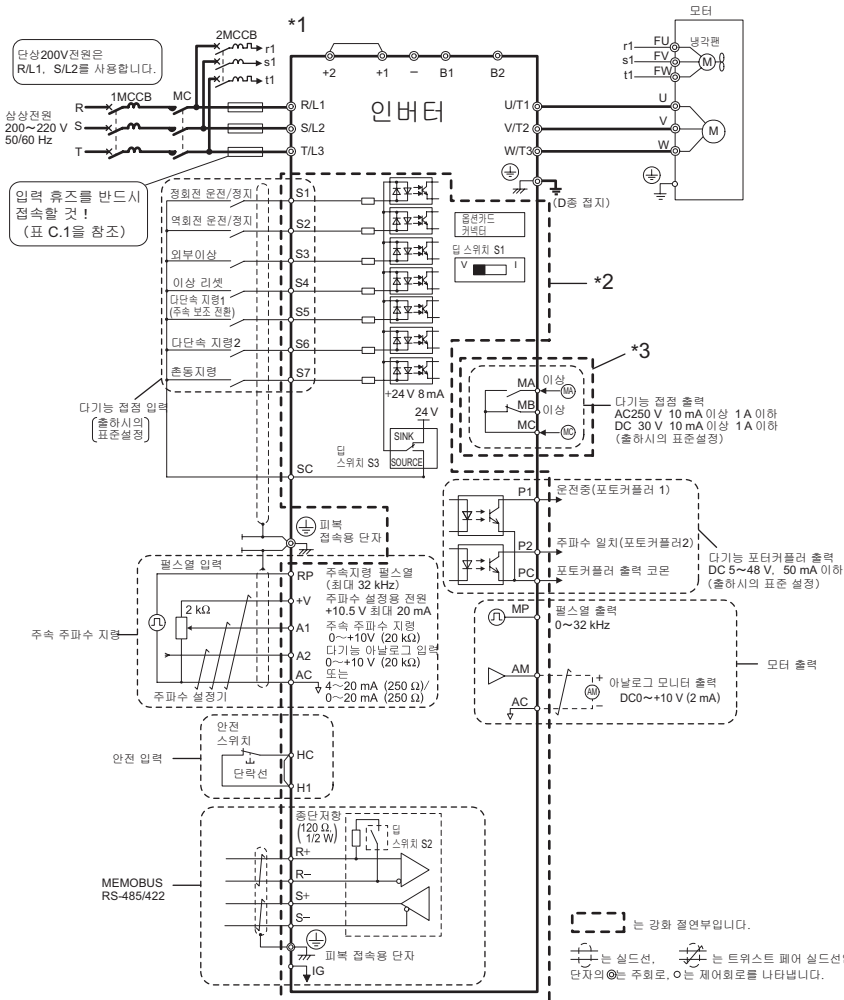 *1
단상200V전원은
R/L1, S/L2를 사용합니다.
2MCCB
r1
s1
t1
R
S
T
1MCCB
MC
삼상전원
200~220 V
50/60 Hz
입력 휴즈를 반드시
접속할 것 !
(표 C.1을 참조)
+2
+1
−
B1
B2
R/L1
S/L2
T/L3
인버터
U/T1
V/T2
W/T3
(D종 접지)
모터
r1
s1
t1
FU
FV
FW
냉각팬
M
U
V
W
M
정회전 운전/정지
S1
역회전 운전/정지
S2
외부이상
S3
이상 리셋
S4
다단속 지령1
(주속 보조 전환)
S5
다단속 지령2
S6
촌동지령
S7
다기능 접점 입력
출하시의
표준설정
옵션카드
커넥터
딥 스위치 S1
V
I
*2
*3
+24 V 8 mA
24 V
딥
스위치 S3
SINK
SOURCE
SC
MA
이상
MA
MB
이상
MC
MC
다기능 접점 출력
AC250 V 10 mA 이상 1 A 이하
DC 30 V 10 mA 이상 1 A 이하
(출하시의 표준설정)
피복
접속용 단자
P1
운전중(포토커플러 1)
P2
주파수 일치(포토커플러2)
PC
포토커플러 출력 코몬
다기능 포터커플러 출력
DC 5~48 V, 50 mA 이하
(출하시의 표준 설정)
주속 주파수 지령
펄스열 입력
2 kΩ
주파수 설정기
RP
주속지령 펄스열
(최대 32 kHz)
+V
주파수 설정용 전원
+10.5 V 최대 20 mA
A1
주속 주파수 지령
0~+10V (20 kΩ)
A2
다기능 아날로그 입력
0~+10 V (20 kΩ)
또는
AC
4~20 mA (250 Ω)/
0~20 mA (250 Ω)
MP
펄스열 출력
0~32 kHz
AM
AM
+
−
아날로그 모니터 출력
DC0~+10 V (2 mA)
AC
모터 출력
안전 입력
안전
스위치
단락선
HC
H1
MEMOBUS
RS-485/422
종단저항
(120 Ω,
1/2 W)
딥
스위치 S2
R+
R−
S+
S−
피복 접속용 단자
IG
는 강화 절연부입니다.
는 실드선,
는 트위스트 페어 실드선
단자의 ◎는 주회로, ○는 제어회로를 나타냅니다.